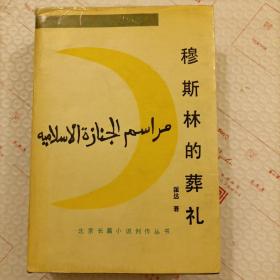 穆斯林的葬礼
مراسم الجنازة الاسلاميه
霍达 著
北京长篇小说创作丛书